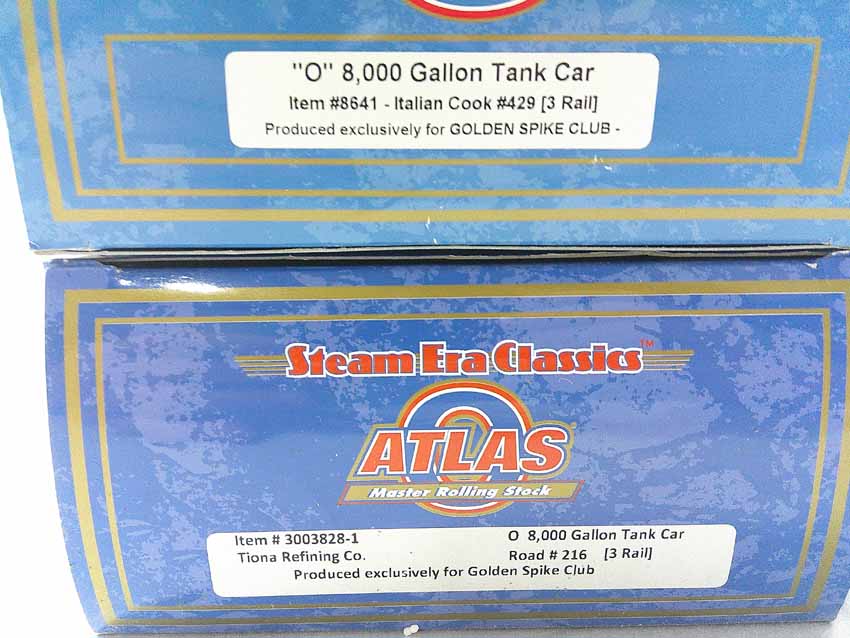 "O" 8,000 Gallon Tank Car
Item #8641 - Italian Cook #429 [3 Rail]
Produced exclusively for GOLDEN SPIKE CLUB -
Steam Era Classics™
ATLAS
Master Rolling Stock
Item # 3003828-1 O 8,000 Gallon Tank Car
Tiona Refining Co. Road # 216 [3 Rail]
Produced exclusively for Golden Spike Club